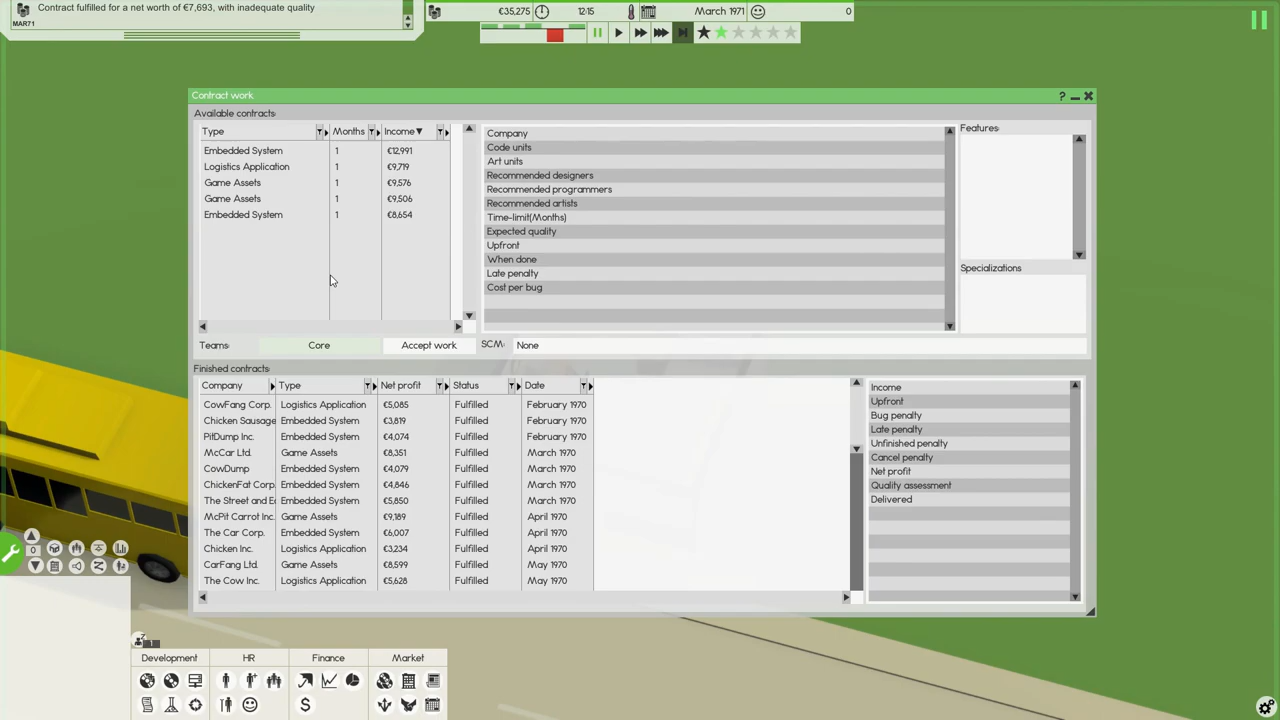 Contract fulfilled for a net worth of €7,693, with inadequate quality
MAR71
€35,275 12:15 March 1971 0
Contract work
Available contracts:
Type Months Income▼
Embedded System 1 €12,991
Logistics Application 1 €9,719
Game Assets 1 €9,576
Game Assets 1 €9,506
Embedded System 1 €8,654
Company
Code units
Art units
Recommended designers
Recommended programmers
Recommended artists
Time-limit(Months)
Expected quality
Upfront
When done
Late penalty
Cost per bug
Features:
Specializations
Teams: Core Accept work SCM: None
Finished contracts:
Company Type Net profit Status Date
CowFang Corp. Logistics Application €5,085 Fulfilled February 1970
Chicken Sausage Embedded System €3,819 Fulfilled February 1970
PitDump Inc. Embedded System €4,074 Fulfilled February 1970
McCar Ltd. Game Assets €8,351 Fulfilled March 1970
CowDump Embedded System €4,079 Fulfilled March 1970
ChickenFat Corp. Embedded System €4,846 Fulfilled March 1970
The Street and E Embedded System €5,850 Fulfilled March 1970
McPit Carrot Inc. Game Assets €9,189 Fulfilled April 1970
The Car Corp. Embedded System €6,007 Fulfilled April 1970
Chicken Inc. Logistics Application €3,234 Fulfilled April 1970
CarFang Ltd. Game Assets €8,599 Fulfilled May 1970
The Cow Inc. Logistics Application €5,628 Fulfilled May 1970
Income
Upfront
Bug penalty
Late penalty
Unfinished penalty
Cancel penalty
Net profit
Quality assessment
Delivered
0
Development HR Finance Market